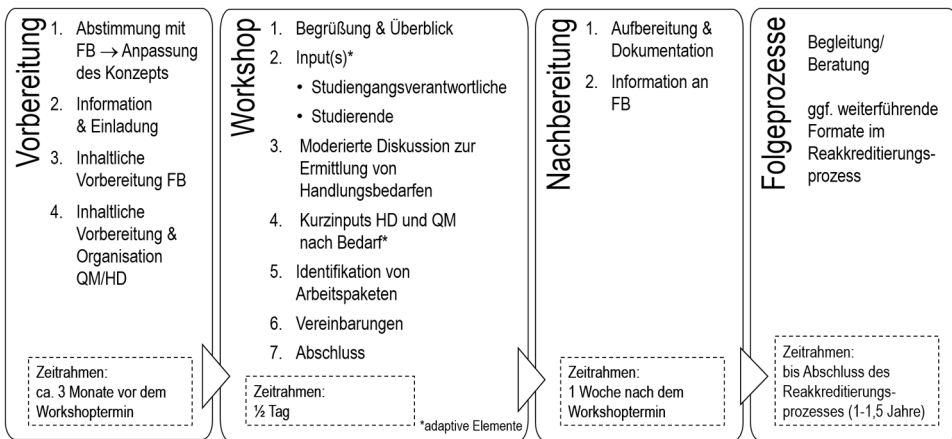 Vorbereitung
1. Abstimmung mit
FB → Anpassung
des Konzepts
2. Information
& Einladung
3. Inhaltliche
Vorbereitung FB
4. Inhaltliche
Vorbereitung &
Organisation
QM/HD
Zeitrahmen:
ca. 3 Monate vor dem
Workshoptermin
Workshop
1. Begrüßung & Überblick
2. Input(s)*
• Studiengangsverantwortliche
• Studierende
3. Moderierte Diskussion zur
Ermittlung von
Handlungsbedarfen
4. Kurzinputs HD und QM
nach Bedarf*
5. Identifikation von
Arbeitspaketen
6. Vereinbarungen
7. Abschluss
Zeitrahmen:
½ Tag
*adaptive Elemente
Nachbereitung
1. Aufbereitung &
Dokumentation
2. Information an
FB
Zeitrahmen:
1 Woche nach dem
Workshoptermin
Folgeprozesse
Begleitung/
Beratung
ggf. weiterführende
Formate im
Reakkreditierungs-
prozess
Zeitrahmen:
bis Abschluss des
Reakkreditierungs-
prozesses (1-1,5 Jahre)